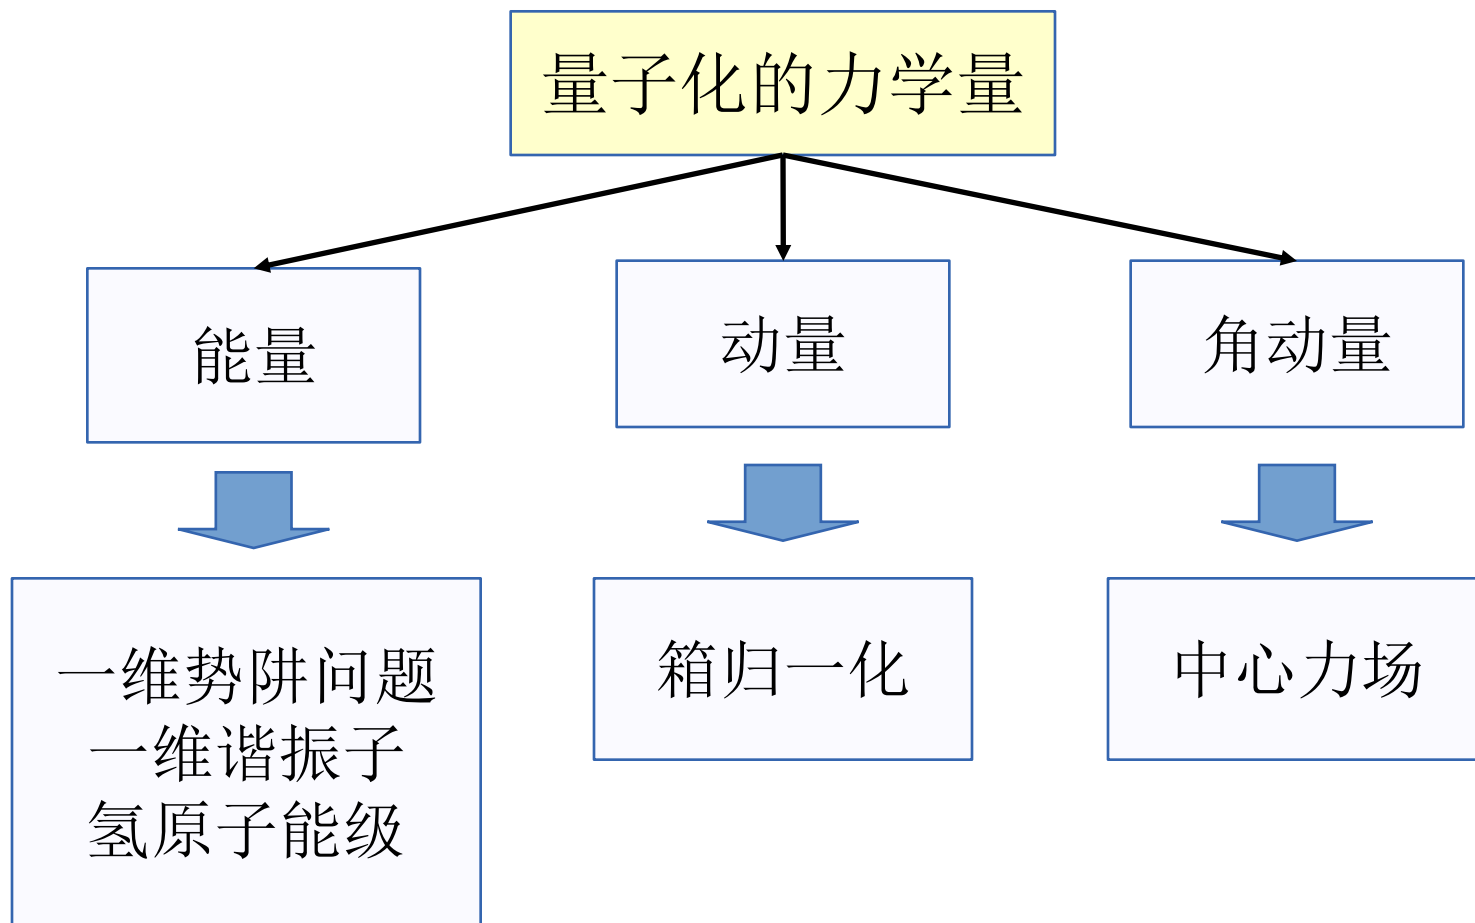 量子化的力学量
能量
动量
角动量
一维势阱问题
一维谐振子
氢原子能级
箱归一化
中心力场